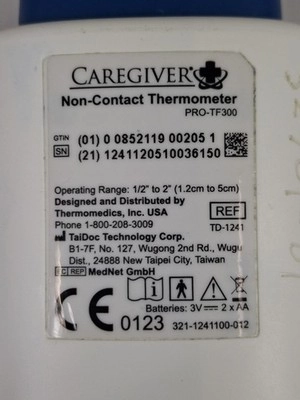 CAREGIVER
Non-Contact Thermometer
PRO-TF300
GTIN (01) 0 0852119 00205 1
SN (21) 1241120510036150
Operating Range: 1/2" to 2" (1.2cm to 5cm)
Designed and Distributed by
Thermomedics, Inc. USA
Phone 1-800-208-3009
REF
TD-1241
TaiDoc Technology Corp.
B1-7F, No. 127, Wugong 2nd Rd., Wugu
Dist., 24888 New Taipei City, Taiwan
EC REP MedNet GmbH
CE 0123
Batteries: 3V⎓ 2 x AA
321-1241100-012